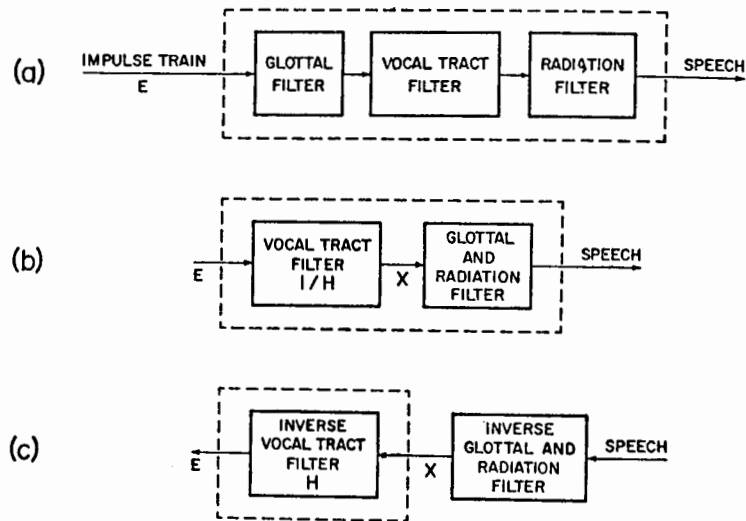 (a)
IMPULSE TRAIN
E
GLOTTAL
FILTER
VOCAL TRACT
FILTER
RADIATION
FILTER
SPEECH
(b)
E
VOCAL TRACT
FILTER
1/H
X
GLOTTAL
AND
RADIATION
FILTER
SPEECH
(c)
E
INVERSE
VOCAL TRACT
FILTER
H
X
INVERSE
GLOTTAL AND
RADIATION
FILTER
SPEECH